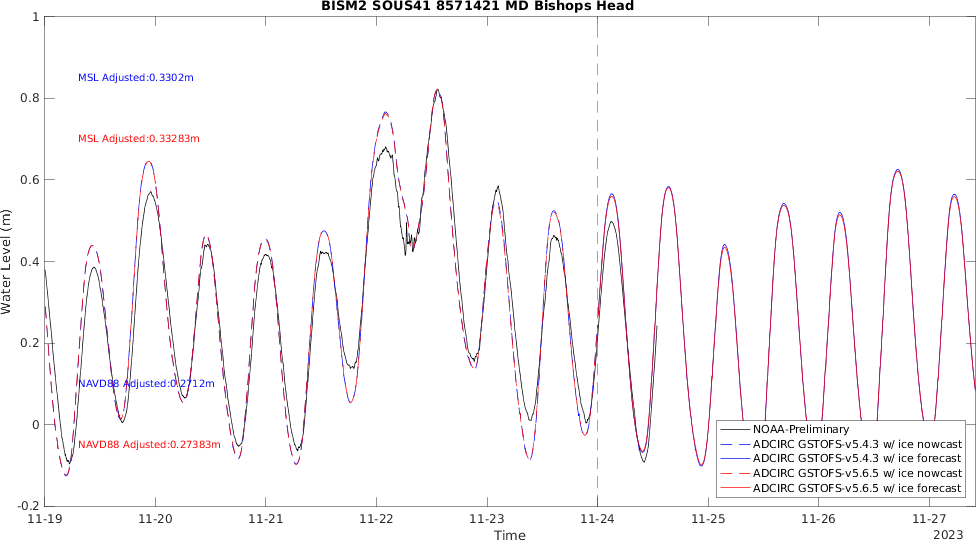 BISM2 SOUS41 8571421 MD Bishops Head
1
0.8
0.6
0.4
0.2
0
-0.2
Water Level (m)
MSL Adjusted:0.3302m
MSL Adjusted:0.33283m
NAVD88 Adjusted:0.2712m
NAVD88 Adjusted:0.27383m
NOAA-Preliminary
ADCIRC GSTOFS-v5.4.3 w/ ice nowcast
ADCIRC GSTOFS-v5.4.3 w/ ice forecast
ADCIRC GSTOFS-v5.6.5 w/ ice nowcast
ADCIRC GSTOFS-v5.6.5 w/ ice forecast
11-19 11-20 11-21 11-22 11-23 11-24 11-25 11-26 11-27
Time
2023